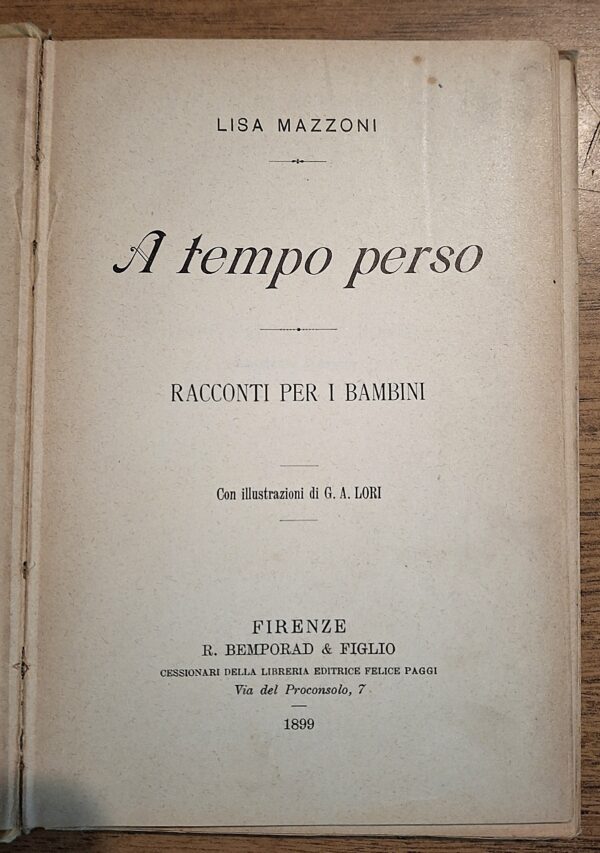 LISA MAZZONI
A tempo perso
RACCONTI PER I BAMBINI
Con illustrazioni di G. A. LORI
FIRENZE
R. BEMPORAD & FIGLIO
CESSIONARI DELLA LIBRERIA EDITRICE FELICE PAGGI
Via del Proconsolo, 7
1899